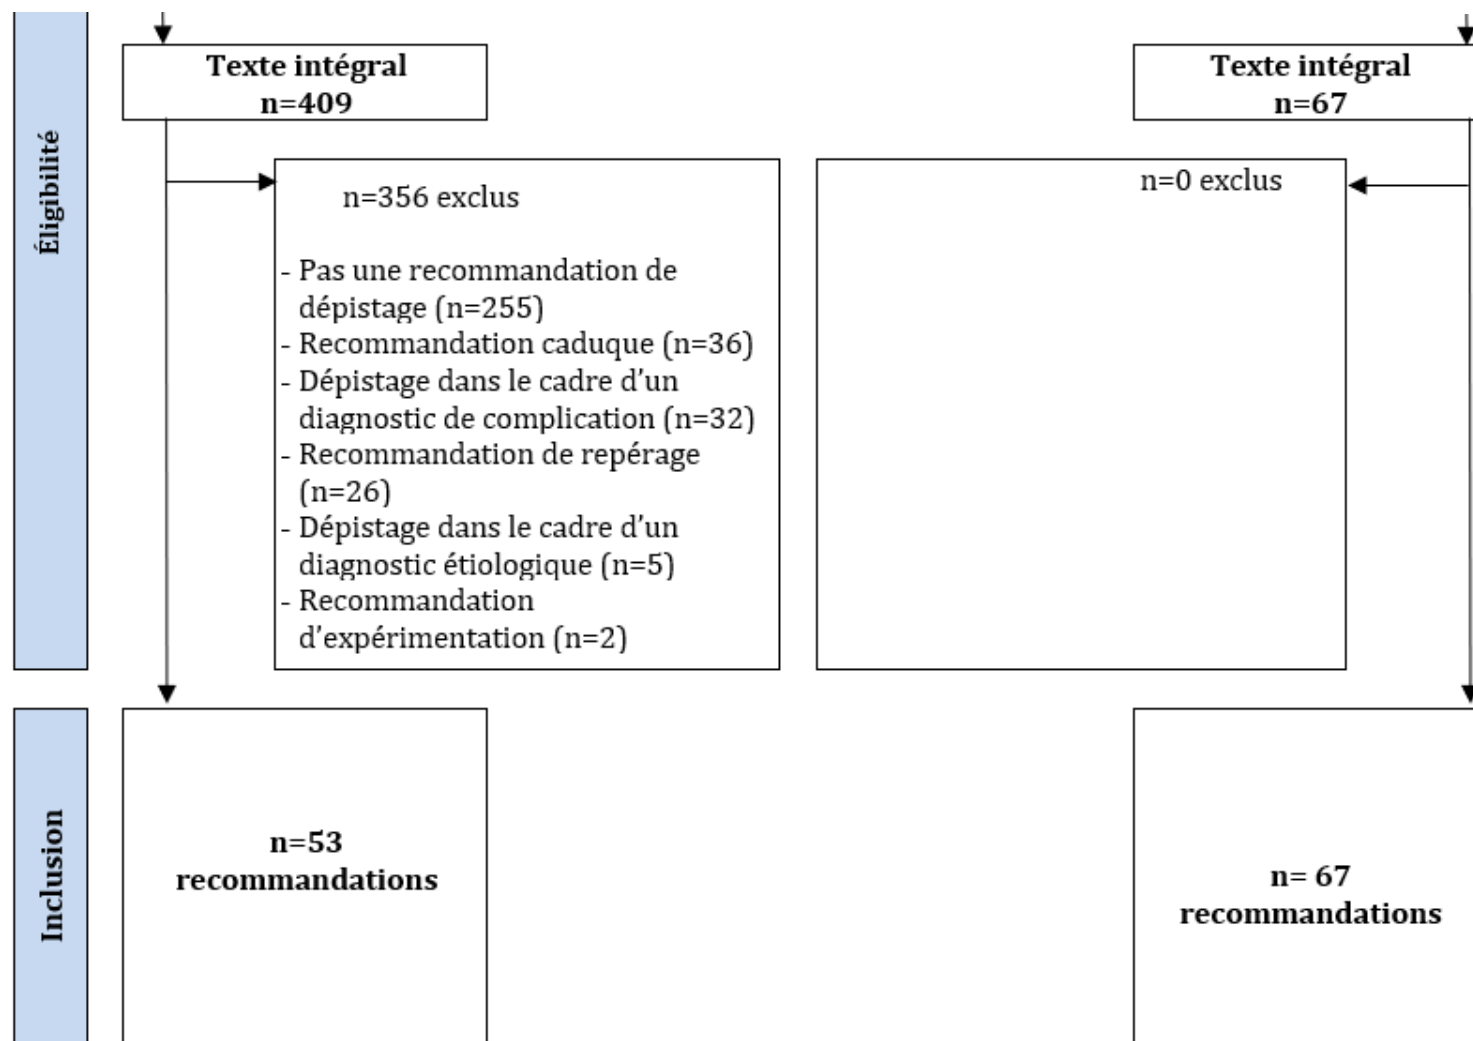 Éligibilité
Texte intégral
n=409
n=356 exclus
- Pas une recommandation de
dépistage (n=255)
- Recommandation caduque (n=36)
- Dépistage dans le cadre d’un
diagnostic de complication (n=32)
- Recommandation de repérage
(n=26)
- Dépistage dans le cadre d’un
diagnostic étiologique (n=5)
- Recommandation
d’expérimentation (n=2)
Texte intégral
n=67
n=0 exclus
Inclusion
n=53
recommandations
n= 67
recommandations